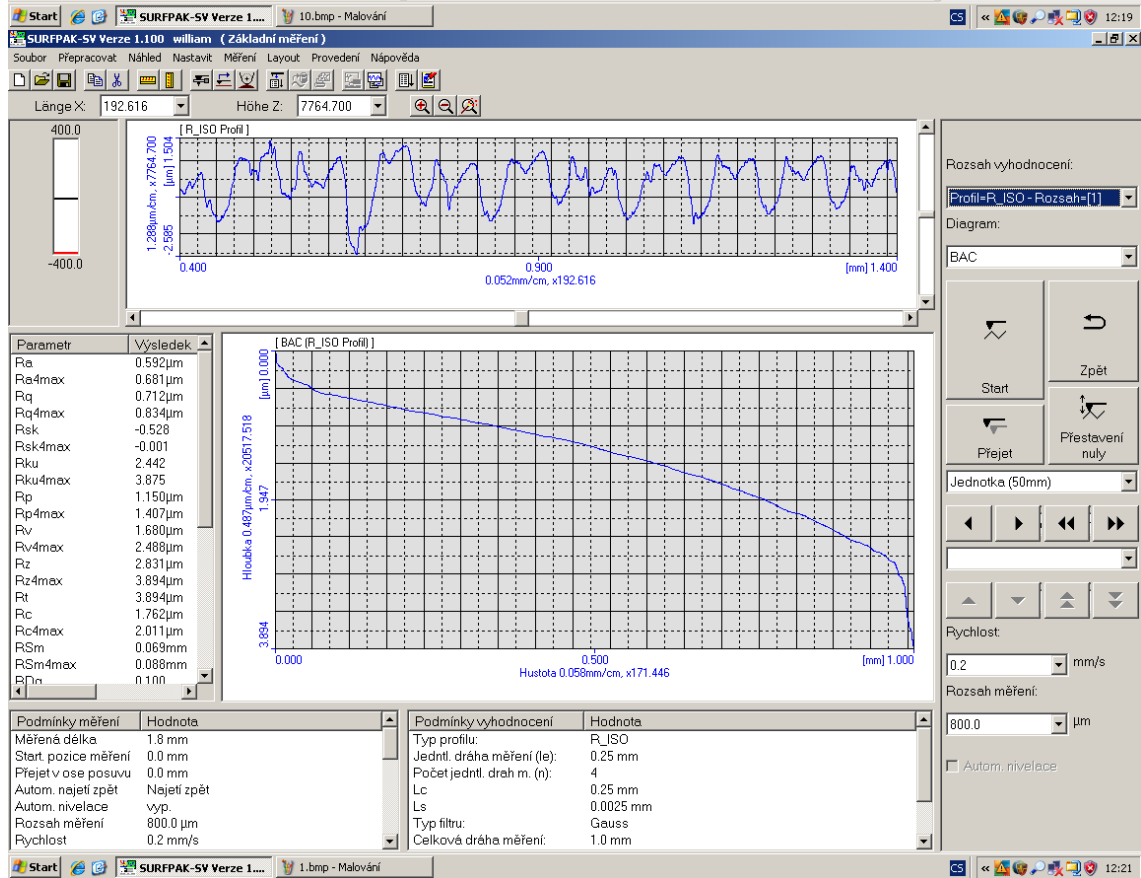 Start SURFPAK-SV Verze 1.... 10.bmp - Malování CS « 12:19
SURFPAK-SV Verze 1.100 william ( Základní měření )
Soubor Přepracovat Náhled Nastavit Měření Layout Provedení Nápověda
Länge X: 192.616 Höhe Z: 7764.700
400.0
-400.0
[ R_ISO Profil ]
1.288µm/cm, x7764.700
-2.585 [µm] 1.504
0.400 0.900 [mm] 1.400
0.052mm/cm, x192.616
Parametr Výsledek
Ra 0.592µm
Ra4max 0.681µm
Rq 0.712µm
Rq4max 0.834µm
Rsk -0.528
Rsk4max -0.001
Rku 2.442
Rku4max 3.875
Rp 1.150µm
Rp4max 1.407µm
Rv 1.680µm
Rv4max 2.488µm
Rz 2.831µm
Rz4max 3.894µm
Rt 3.894µm
Rc 1.762µm
Rc4max 2.011µm
RSm 0.069mm
RSm4max 0.088mm
RDq 0.100
[ BAC (R_ISO Profil) ]
Hloubka 0.487µm/cm, x20517.518
3.894 1.947 [µm] 0.000
0.000 0.500 [mm] 1.000
Hustota 0.058mm/cm, x171.446
Rozsah vyhodnocení:
Profil=R_ISO - Rozsah=[1]
Diagram:
BAC
Start
Zpět
Přejet
Přestavení
nuly
Jednotka (50mm)
Rychlost:
0.2 mm/s
Rozsah měření:
800.0 µm
Autom. nivelace
Podmínky měření Hodnota
Měřená délka 1.8 mm
Start. pozice měření 0.0 mm
Přejet v ose posuvu 0.0 mm
Autom. najetí zpět Najetí zpět
Autom. nivelace vyp.
Rozsah měření 800.0 µm
Rychlost 0.2 mm/s
Podmínky vyhodnocení Hodnota
Typ profilu: R_ISO
Jedntl. dráha měření (le): 0.25 mm
Počet jedntl. drah m. (n): 4
Lc 0.25 mm
Ls 0.0025 mm
Typ filtru: Gauss
Celková dráha měření: 1.0 mm
Start SURFPAK-SV Verze 1.... 1.bmp - Malování CS « 12:21